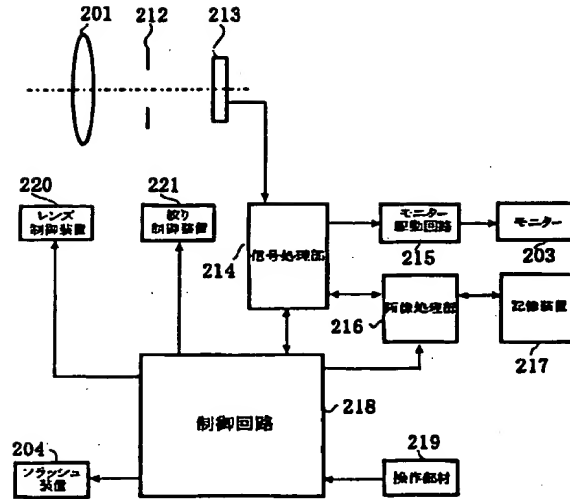 201
212
213
220
レンズ
制御装置
221
絞り
制御装置
214
信号処理部
モニター
駆動回路
215
モニター
203
216
画像処理部
記憶装置
217
制御回路
218
204
フラッシュ
装置
219
操作部材